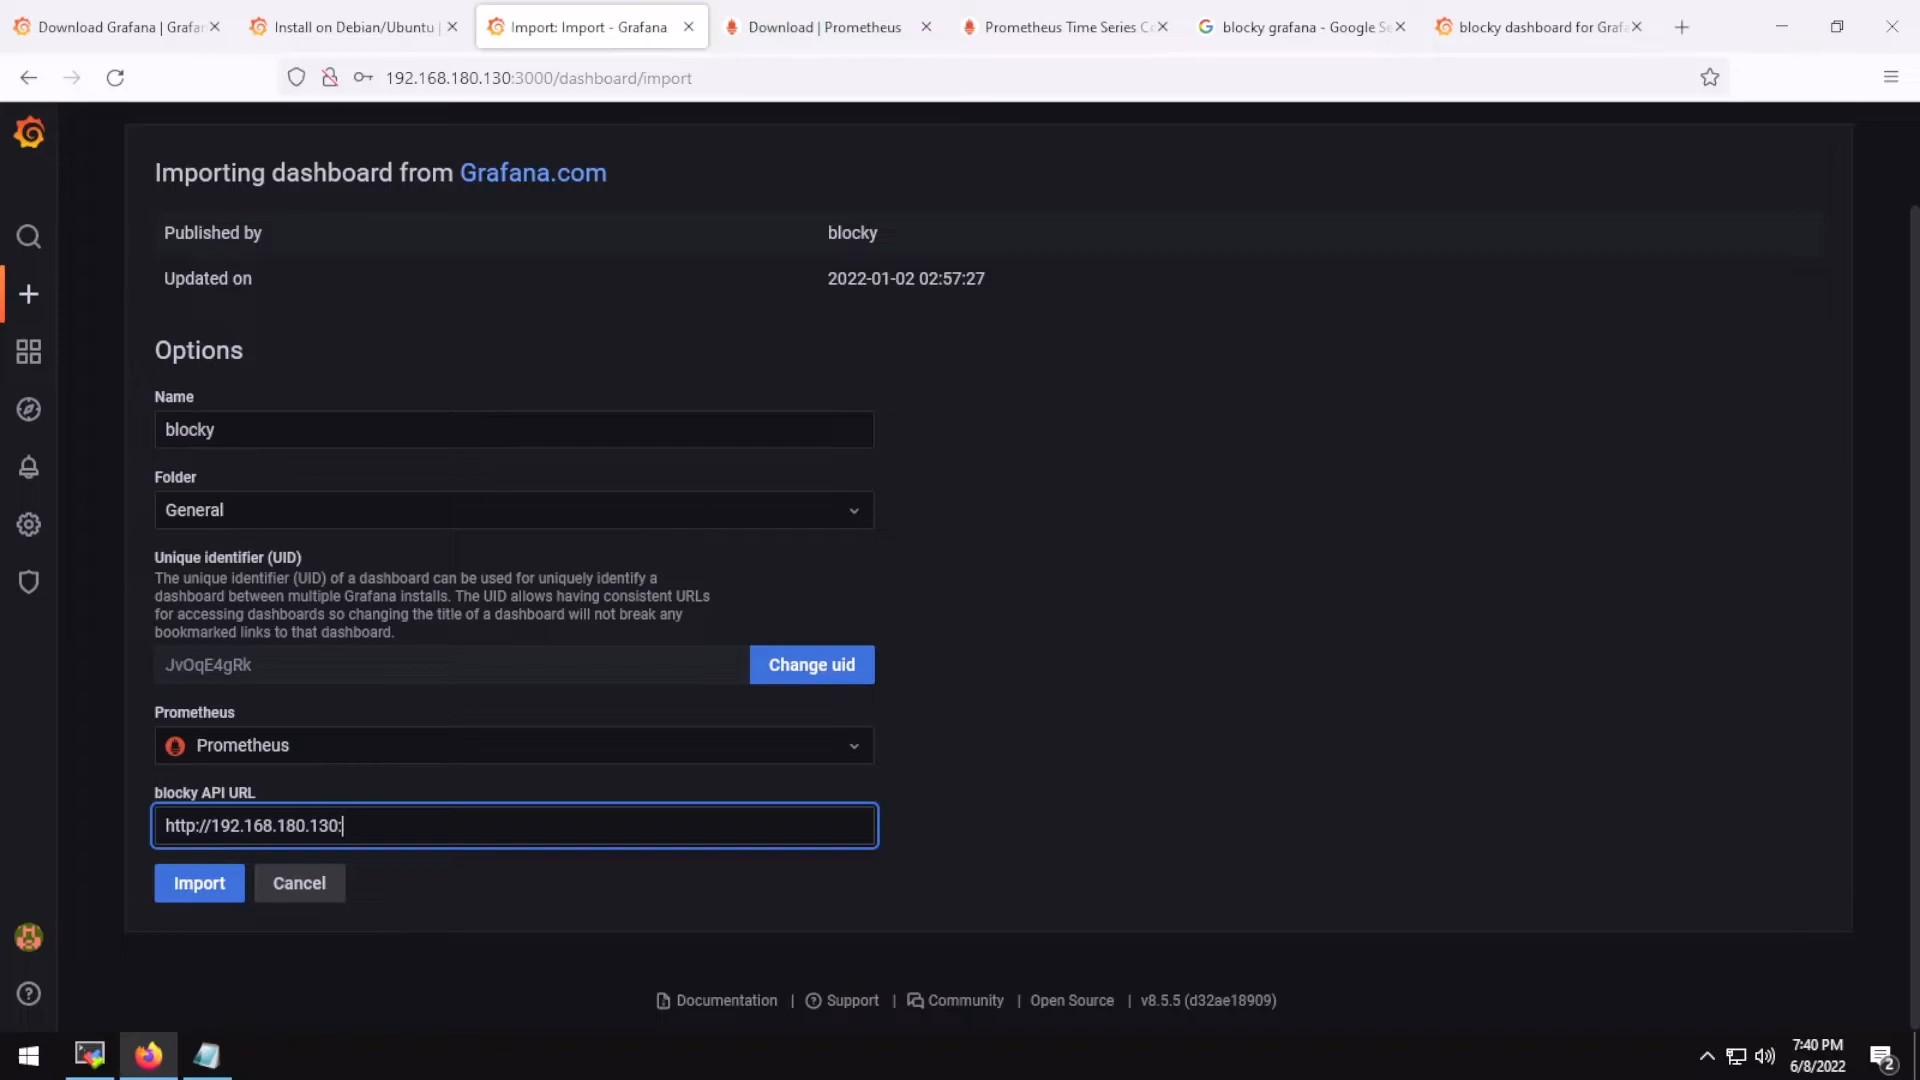 Download Grafana | Grafan
Install on Debian/Ubuntu |
Import: Import - Grafana
Download | Prometheus
Prometheus Time Series Co
blocky grafana - Google Se
blocky dashboard for Grafa
192.168.180.130:3000/dashboard/import
Importing dashboard from Grafana.com
Published by blocky
Updated on 2022-01-02 02:57:27
Options
Name
blocky
Folder
General
Unique identifier (UID)
The unique identifier (UID) of a dashboard can be used for uniquely identify a
dashboard between multiple Grafana installs. The UID allows having consistent URLs
for accessing dashboards so changing the title of a dashboard will not break any
bookmarked links to that dashboard.
JvOqE4gRk Change uid
Prometheus
Prometheus
blocky API URL
http://192.168.180.130:
Import Cancel
Documentation | Support | Community | Open Source | v8.5.5 (d32ae18909)
7:40 PM
6/8/2022
2